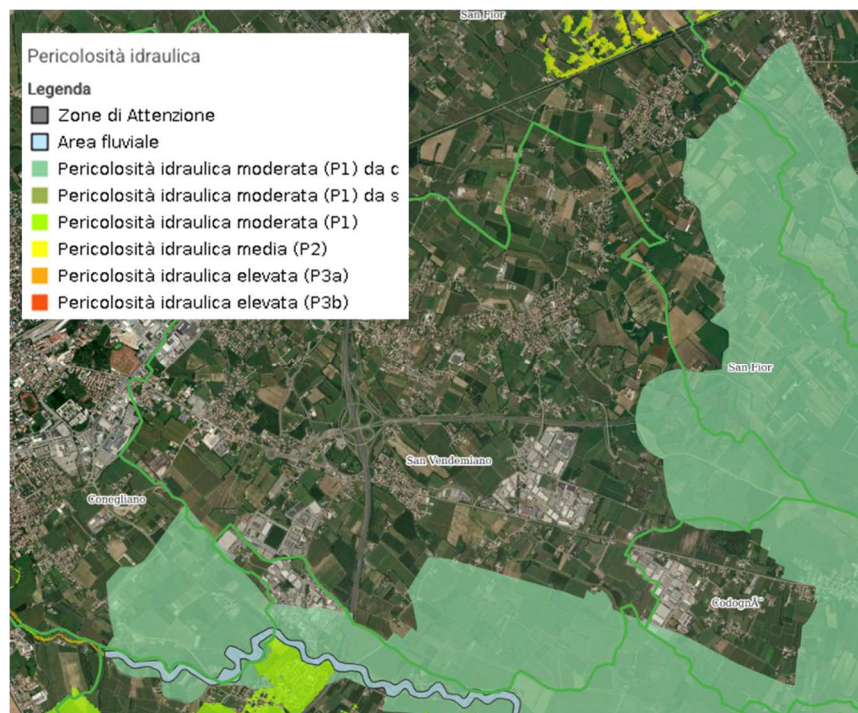 San Fior
Pericolosità idraulica
Legenda
Zone di Attenzione
Area fluviale
Pericolosità idraulica moderata (P1) da c
Pericolosità idraulica moderata (P1) da s
Pericolosità idraulica moderata (P1)
Pericolosità idraulica media (P2)
Pericolosità idraulica elevata (P3a)
Pericolosità idraulica elevata (P3b)
San Fior
San Vendemiano
Conegliano
CodognÃ¨